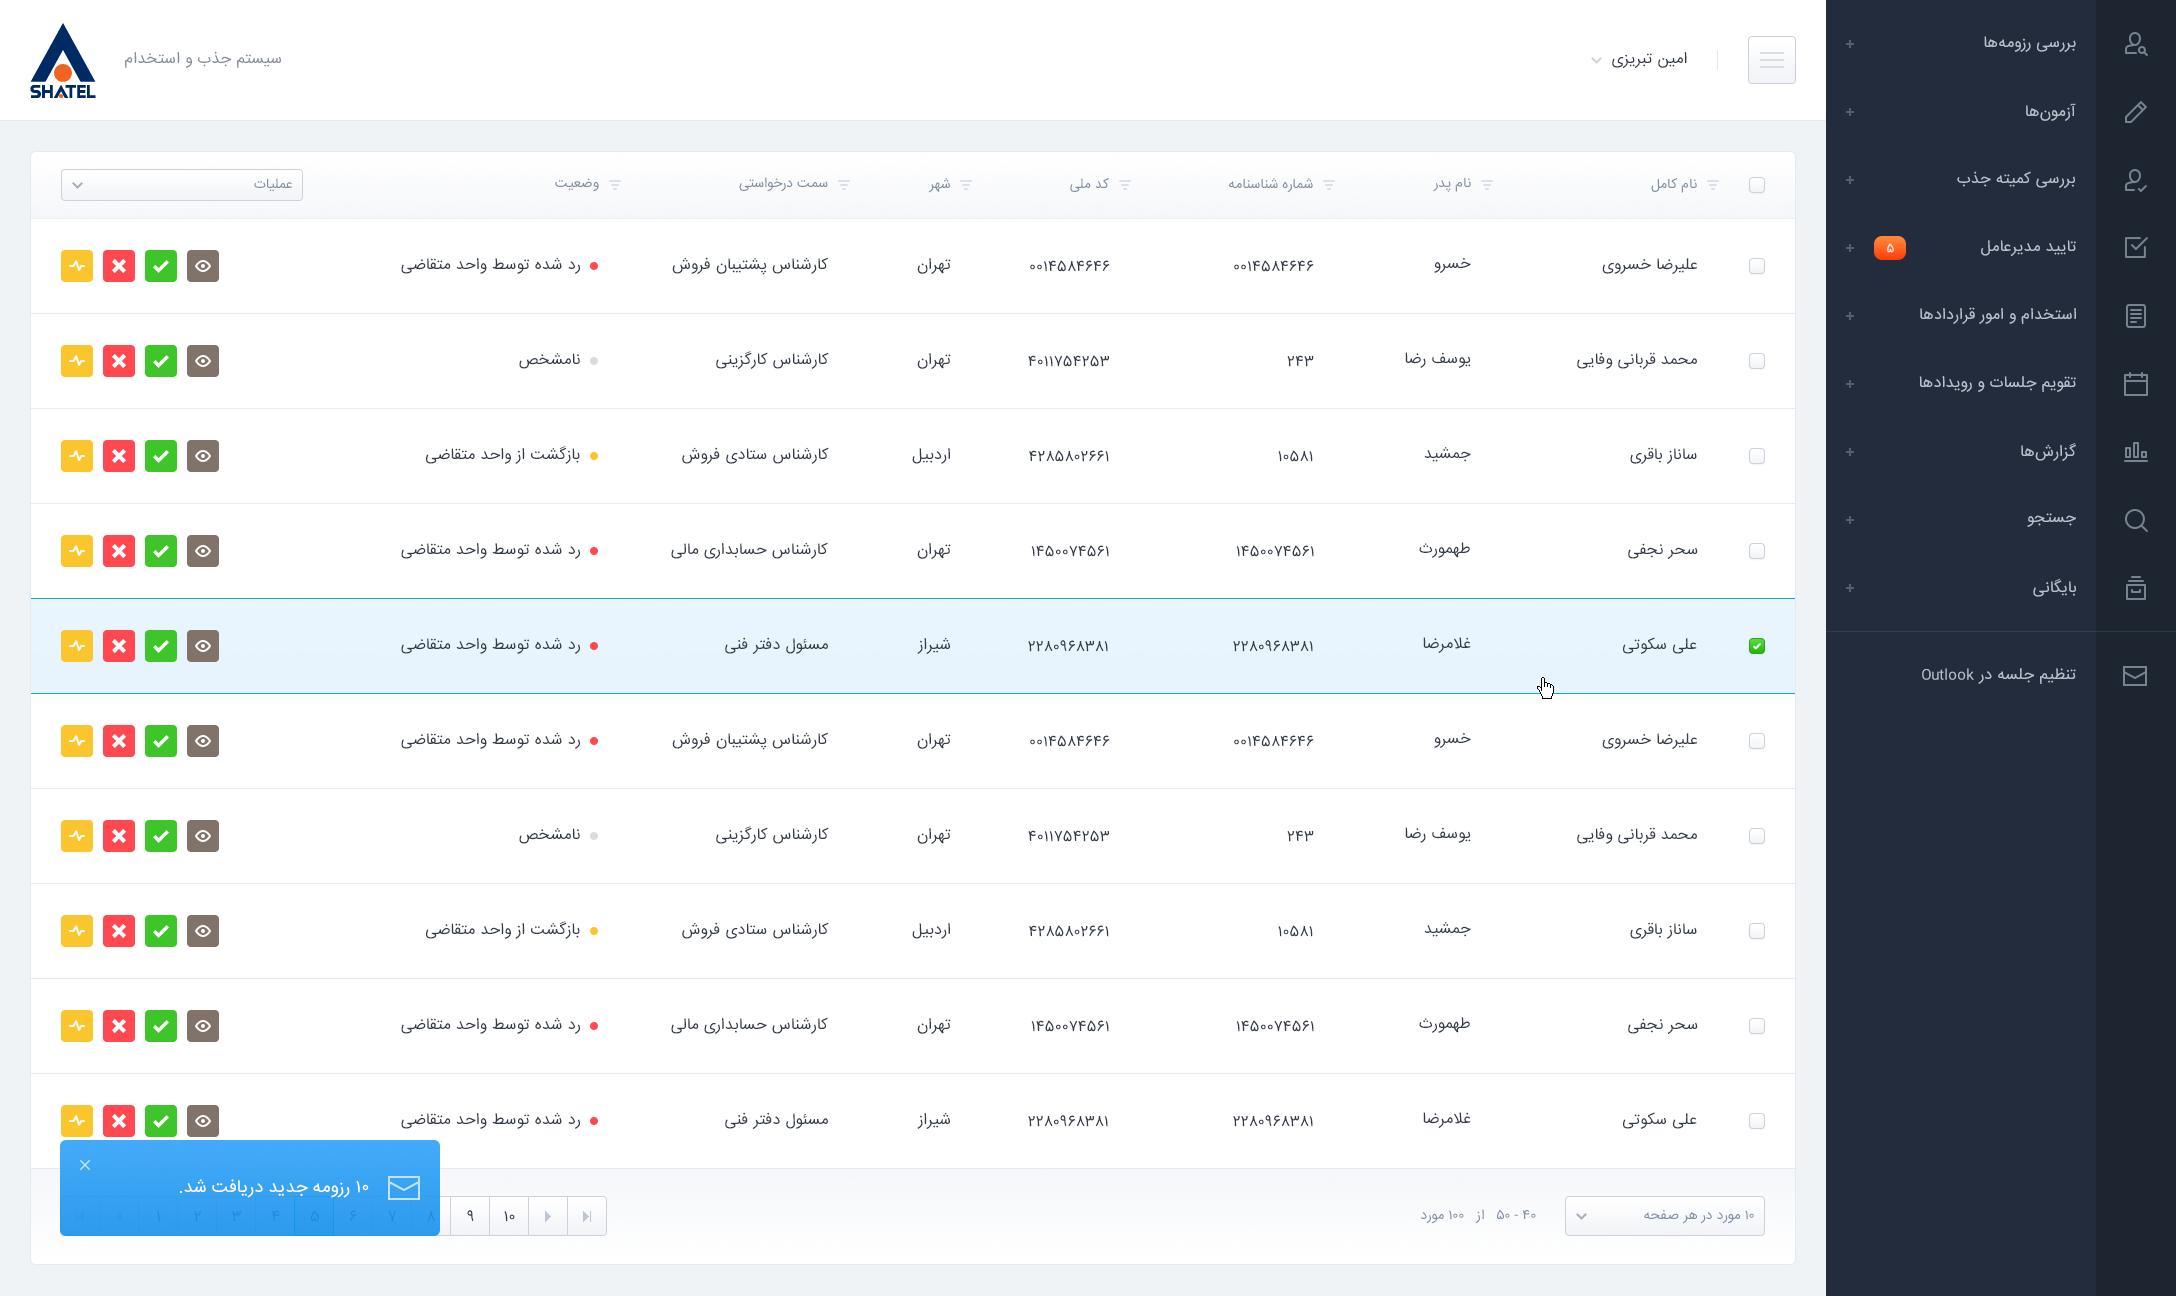 بررسی رزومه‌ها
آزمون‌ها
بررسی کمیته جذب
تایید مدیرعامل ۵
استخدام و امور قراردادها
تقویم جلسات و رویدادها
گزارش‌ها
جستجو
بایگانی
تنظیم جلسه در Outlook
امین تبریزی
سیستم جذب و استخدام
SHATEL
نام کامل نام پدر شماره شناسنامه کد ملی شهر سمت درخواستی وضعیت عملیات
علیرضا خسروی خسرو ۰۰۱۴۵۸۴۶۴۶ ۰۰۱۴۵۸۴۶۴۶ تهران کارشناس پشتیبان فروش رد شده توسط واحد متقاضی
محمد قربانی وفایی یوسف رضا ۲۴۳ ۴۰۱۱۷۵۴۲۵۳ تهران کارشناس کارگزینی نامشخص
ساناز باقری جمشید ۱۰۵۸۱ ۴۲۸۵۸۰۲۶۶۱ اردبیل کارشناس ستادی فروش بازگشت از واحد متقاضی
سحر نجفی طهمورث ۱۴۵۰۰۷۴۵۶۱ ۱۴۵۰۰۷۴۵۶۱ تهران کارشناس حسابداری مالی رد شده توسط واحد متقاضی
علی سکوتی غلامرضا ۲۲۸۰۹۶۸۳۸۱ ۲۲۸۰۹۶۸۳۸۱ شیراز مسئول دفتر فنی رد شده توسط واحد متقاضی
علیرضا خسروی خسرو ۰۰۱۴۵۸۴۶۴۶ ۰۰۱۴۵۸۴۶۴۶ تهران کارشناس پشتیبان فروش رد شده توسط واحد متقاضی
محمد قربانی وفایی یوسف رضا ۲۴۳ ۴۰۱۱۷۵۴۲۵۳ تهران کارشناس کارگزینی نامشخص
ساناز باقری جمشید ۱۰۵۸۱ ۴۲۸۵۸۰۲۶۶۱ اردبیل کارشناس ستادی فروش بازگشت از واحد متقاضی
سحر نجفی طهمورث ۱۴۵۰۰۷۴۵۶۱ ۱۴۵۰۰۷۴۵۶۱ تهران کارشناس حسابداری مالی رد شده توسط واحد متقاضی
علی سکوتی غلامرضا ۲۲۸۰۹۶۸۳۸۱ ۲۲۸۰۹۶۸۳۸۱ شیراز مسئول دفتر فنی رد شده توسط واحد متقاضی
۱۰ رزومه جدید دریافت شد.
۱۰ مورد در هر صفحه
۴۰ - ۵۰ از ۱۰۰ مورد
۱ ۲ ۳ ۴ ۵ ۶ ۷ ۸ ۹ ۱۰